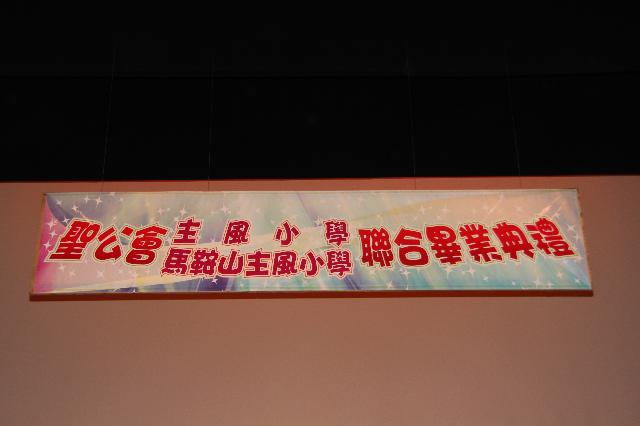 聖公會 主風小學 聯合畢業典禮
馬鞍山主風小學